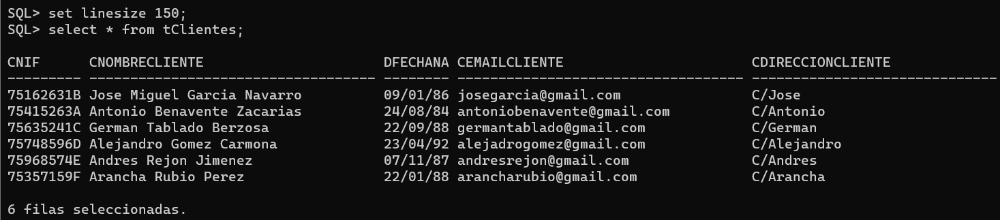 SQL> set linesize 150;
SQL> select * from tClientes;
CNIF      CNOMBRECLIENTE                      DFECHANA CEMAILCLIENTE                       CDIRECCIONCLIENTE
--------- ----------------------------------- -------- ----------------------------------- ------------------------------
75162631B Jose Miguel Garcia Navarro          09/01/86 josegarcia@gmail.com                C/Jose
75415263A Antonio Benavente Zacarias          24/08/84 antoniobenavente@gmail.com          C/Antonio
75635241C German Tablado Berzosa              22/09/88 germantablado@gmail.com             C/German
75748596D Alejandro Gomez Carmona             23/04/92 alejadrogomez@gmail.com             C/Alejandro
75968574E Andres Rejon Jimenez                07/11/87 andresrejon@gmail.com               C/Andres
75357159F Arancha Rubio Perez                 22/01/88 arancharubio@gmail.com              C/Arancha
6 filas seleccionadas.